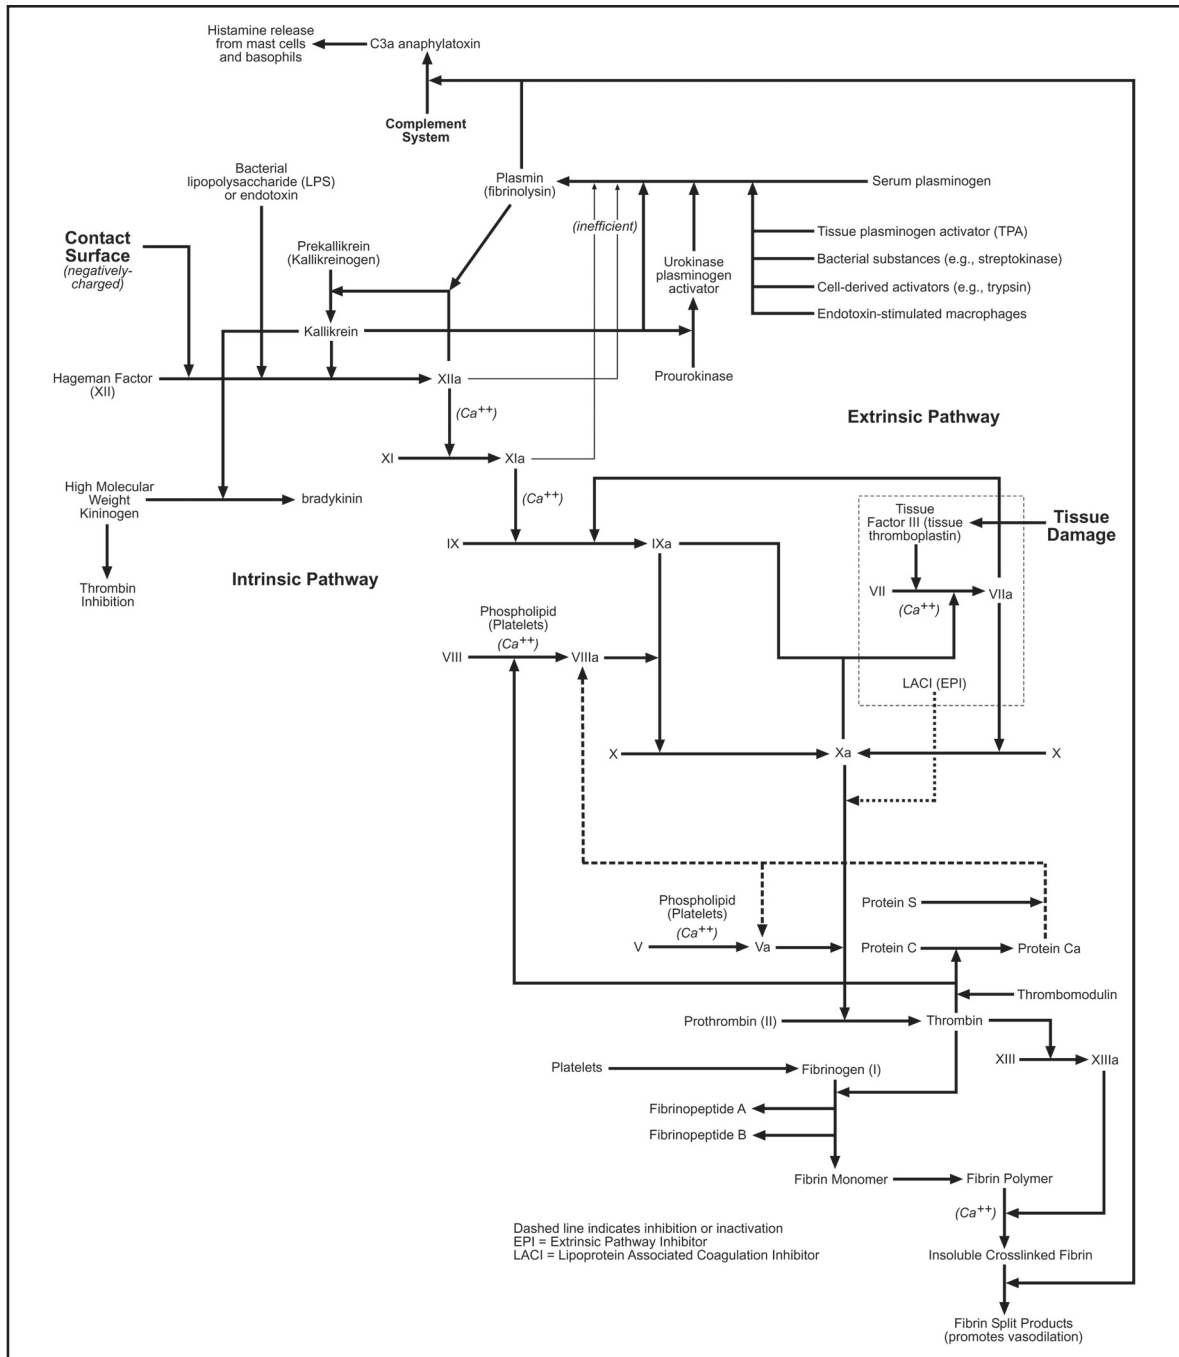 Histamine release
from mast cells
and basophils
C3a anaphylatoxin
Complement
System
Bacterial
lipopolysaccharide (LPS)
or endotoxin
Plasmin
(fibrinolysin)
Serum plasminogen
(inefficient)
Contact
Surface
(negatively-
charged)
Prekallikrein
(Kallikreinogen)
Urokinase
plasminogen
activator
Tissue plasminogen activator (TPA)
Bacterial substances (e.g., streptokinase)
Cell-derived activators (e.g., trypsin)
Endotoxin-stimulated macrophages
Kallikrein
Hageman Factor
(XII)
XIIa
Prourokinase
(Ca++)
Extrinsic Pathway
XI
XIa
High Molecular
Weight
Kininogen
bradykinin
(Ca++)
Tissue
Factor III (tissue
thromboplastin)
Tissue
Damage
IX
IXa
Intrinsic Pathway
Thrombin
Inhibition
VII
(Ca++)
VIIa
Phospholipid
(Platelets)
(Ca++)
VIII
VIIIa
LACI (EPI)
X
Xa
X
Phospholipid
(Platelets)
(Ca++)
Protein S
V
Va
Protein C
Protein Ca
Thrombomodulin
Prothrombin (II)
Thrombin
XIII
XIIIa
Platelets
Fibrinogen (I)
Fibrinopeptide A
Fibrinopeptide B
Fibrin Monomer
Fibrin Polymer
(Ca++)
Dashed line indicates inhibition or inactivation
EPI = Extrinsic Pathway Inhibitor
LACI = Lipoprotein Associated Coagulation Inhibitor
Insoluble Crosslinked Fibrin
Fibrin Split Products
(promotes vasodilation)